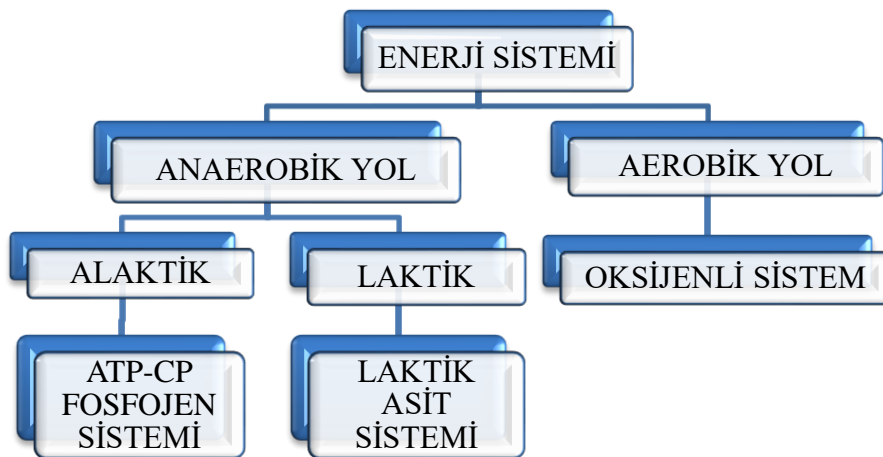 ENERJİ SİSTEMİ
ANAEROBİK YOL
AEROBİK YOL
ALAKTİK
LAKTİK
OKSİJENLİ SİSTEM
ATP-CP
FOSFOJEN
SİSTEMİ
LAKTİK
ASİT
SİSTEMİ